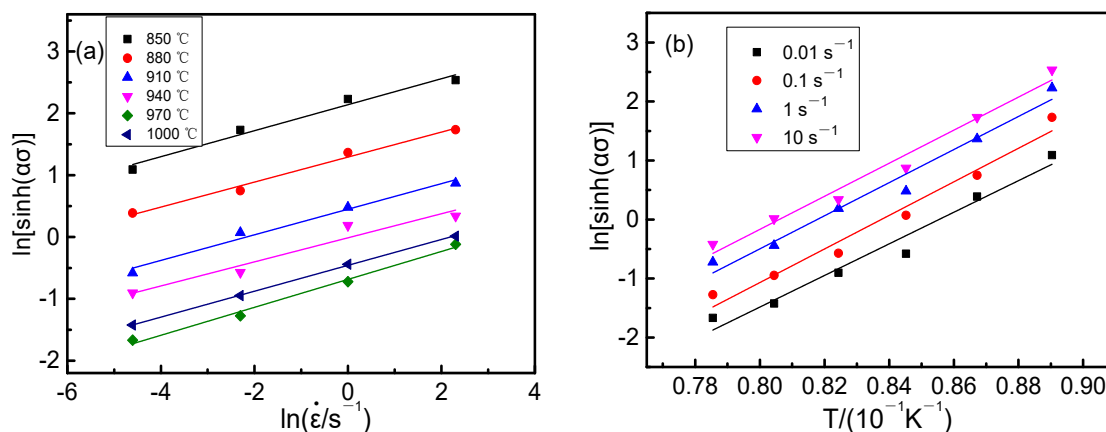 (a)
850 ℃
880 ℃
910 ℃
940 ℃
970 ℃
1000 ℃
ln[sinh(ασ)]
3
2
1
0
-1
-2
-6 -4 -2 0 2 4
ln(ε̇/s⁻¹)
(b)
0.01 s⁻¹
0.1 s⁻¹
1 s⁻¹
10 s⁻¹
ln[sinh(ασ)]
3
2
1
0
-1
-2
0.78 0.80 0.82 0.84 0.86 0.88 0.90
T/(10⁻¹K⁻¹)